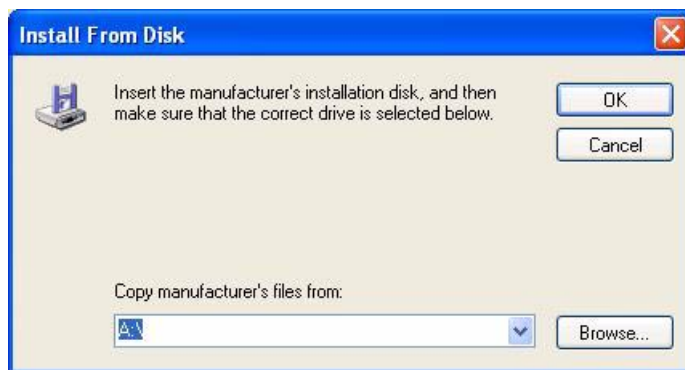 Install From Disk
Insert the manufacturer's installation disk, and then
make sure that the correct drive is selected below.
OK
Cancel
Copy manufacturer's files from:
A:\
Browse...